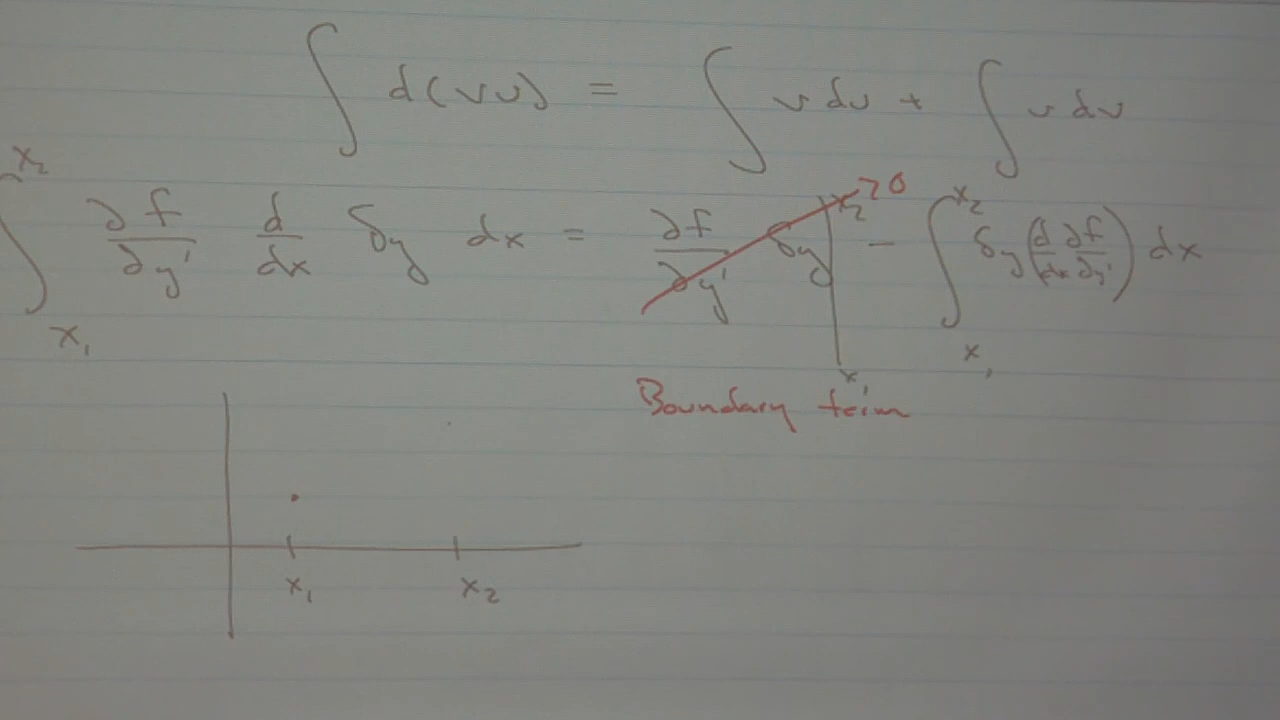 ∫ d(vu) = ∫ v du + ∫ u dv
∫_{x₁}^{x₂} ∂f/∂y' d/dx δy dx = ∂f/∂y' δy |_{x₁}^{x₂} →0 − ∫_{x₁}^{x₂} δy (d/dx ∂f/∂y') dx
Boundary term
x₁ x₂